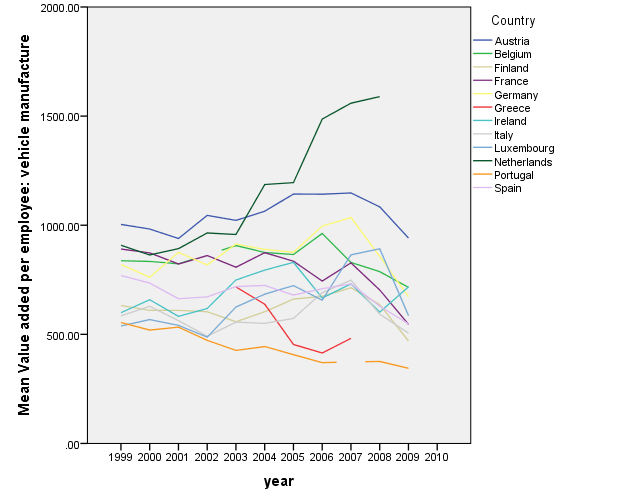 2000.00
1500.00
1000.00
500.00
.00
Mean Value added per employee: vehicle manufacture
1999 2000 2001 2002 2003 2004 2005 2006 2007 2008 2009 2010
year
Country
Austria
Belgium
Finland
France
Germany
Greece
Ireland
Italy
Luxembourg
Netherlands
Portugal
Spain